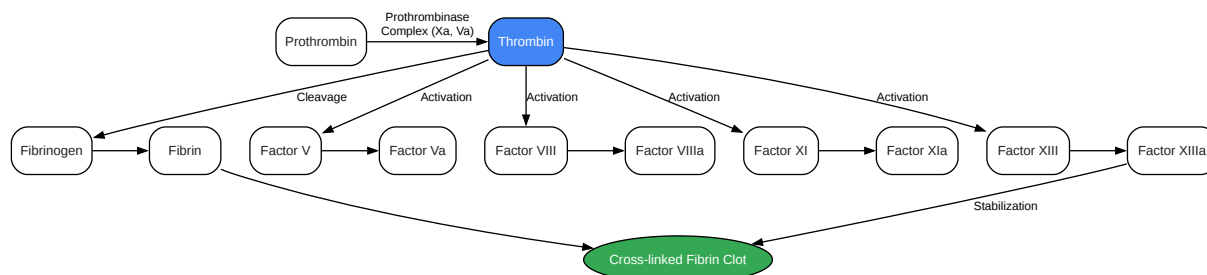 Prothrombinase
Complex (Xa, Va)
Prothrombin
Thrombin
Cleavage
Activation
Activation
Activation
Activation
Fibrinogen
Fibrin
Factor V
Factor Va
Factor VIII
Factor VIIIa
Factor XI
Factor XIa
Factor XIII
Factor XIIIa
Stabilization
Cross-linked Fibrin Clot